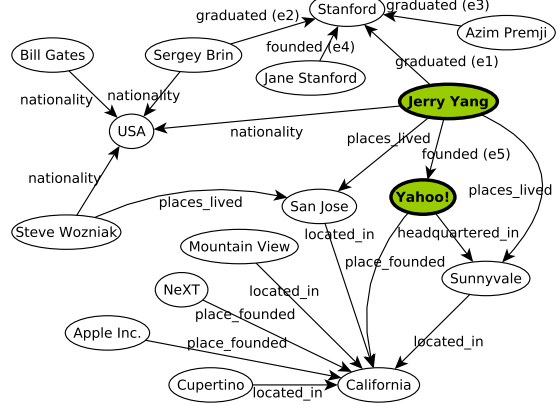 Stanford
graduated (e3)
graduated (e2)
Azim Premji
Bill Gates
Sergey Brin
founded (e4)
graduated (e1)
Jane Stanford
nationality
nationality
Jerry Yang
USA
nationality
places_lived
founded (e5)
nationality
places_lived
places_lived
San Jose
Yahoo!
Steve Wozniak
located_in
headquartered_in
Mountain View
place_founded
Sunnyvale
NeXT
located_in
place_founded
Apple Inc.
place_founded
located_in
Cupertino
located_in
California